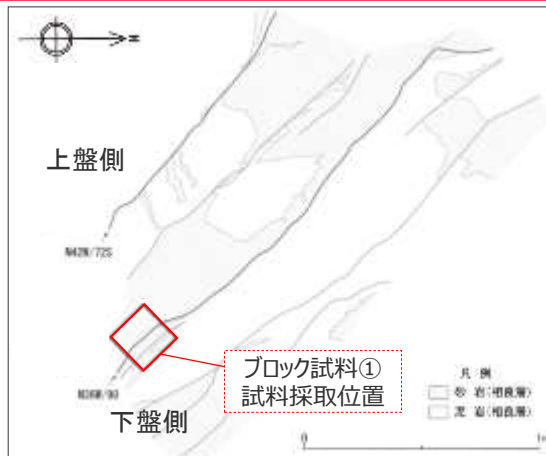 N
上盤側
N42W/72S
ブロック試料①
試料採取位置
N36W/90
下盤側
凡 例
砂 岩(相良層)
泥 岩(相良層)
0